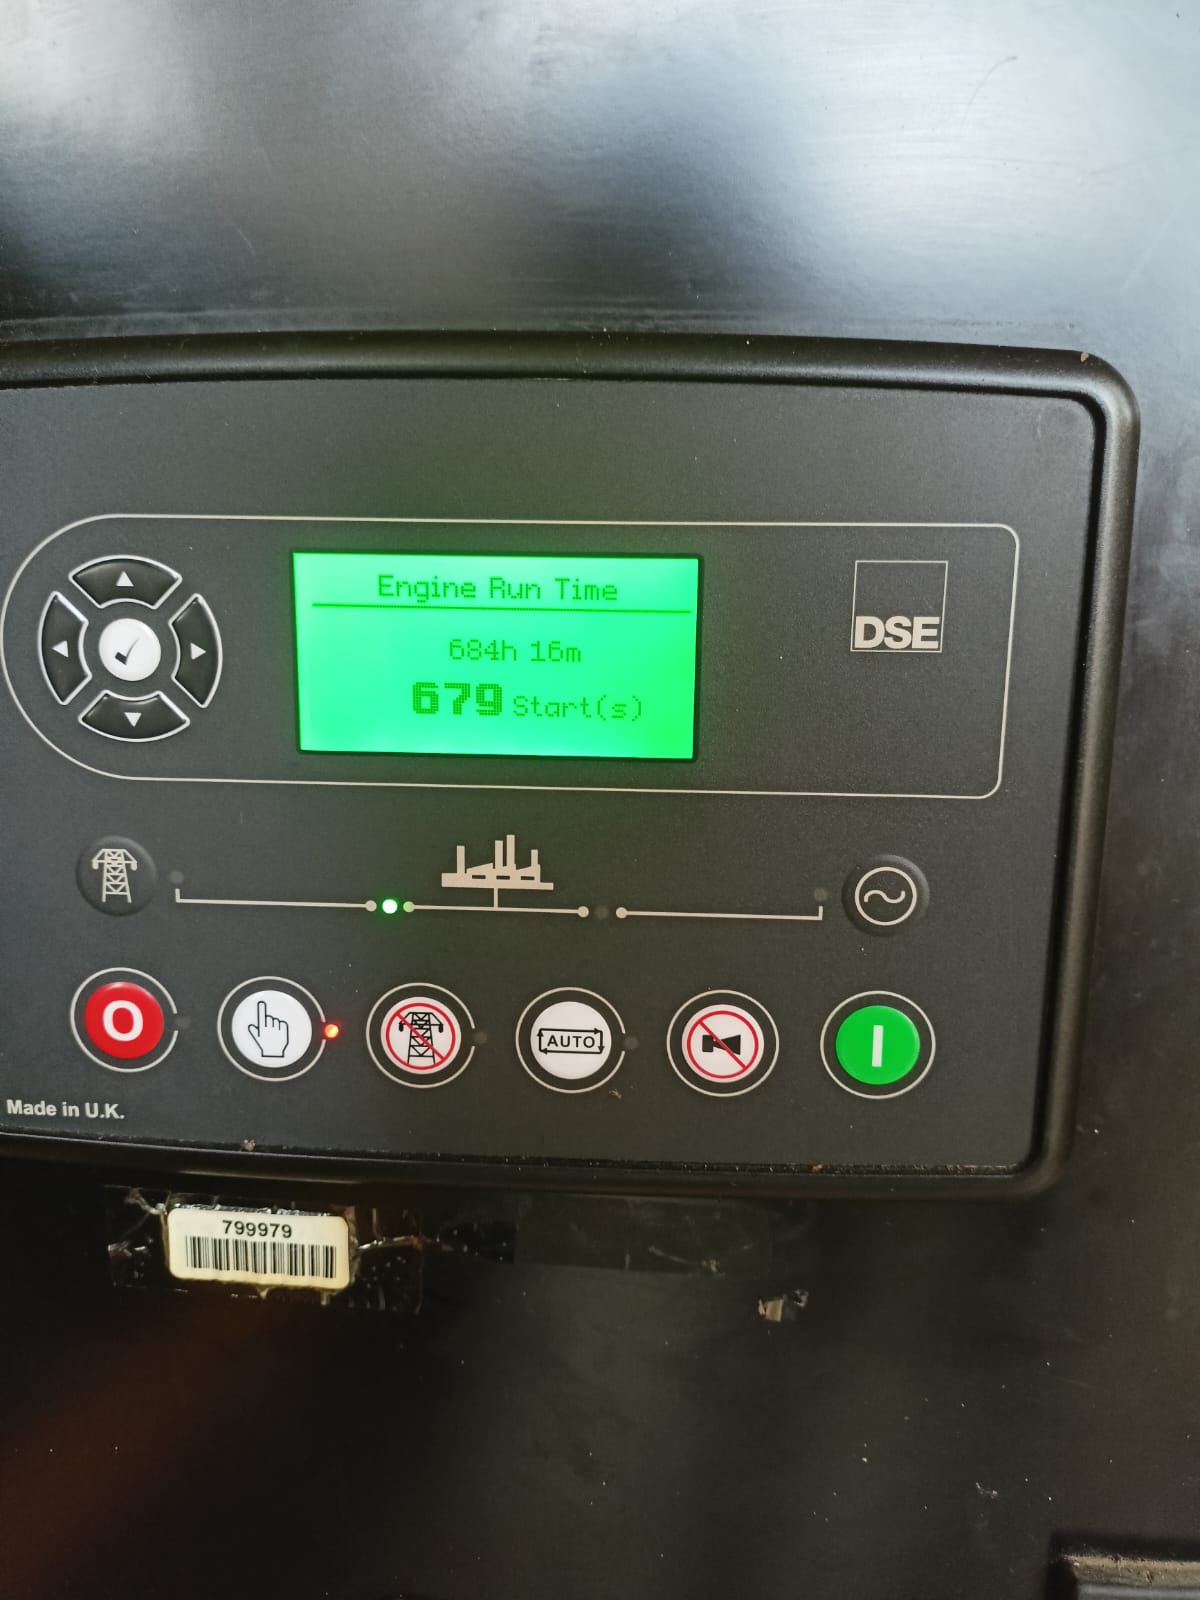 Engine Run Time
684h 16m
679 Start(s)
DSE
O
AUTO
I
Made in U.K.
799979